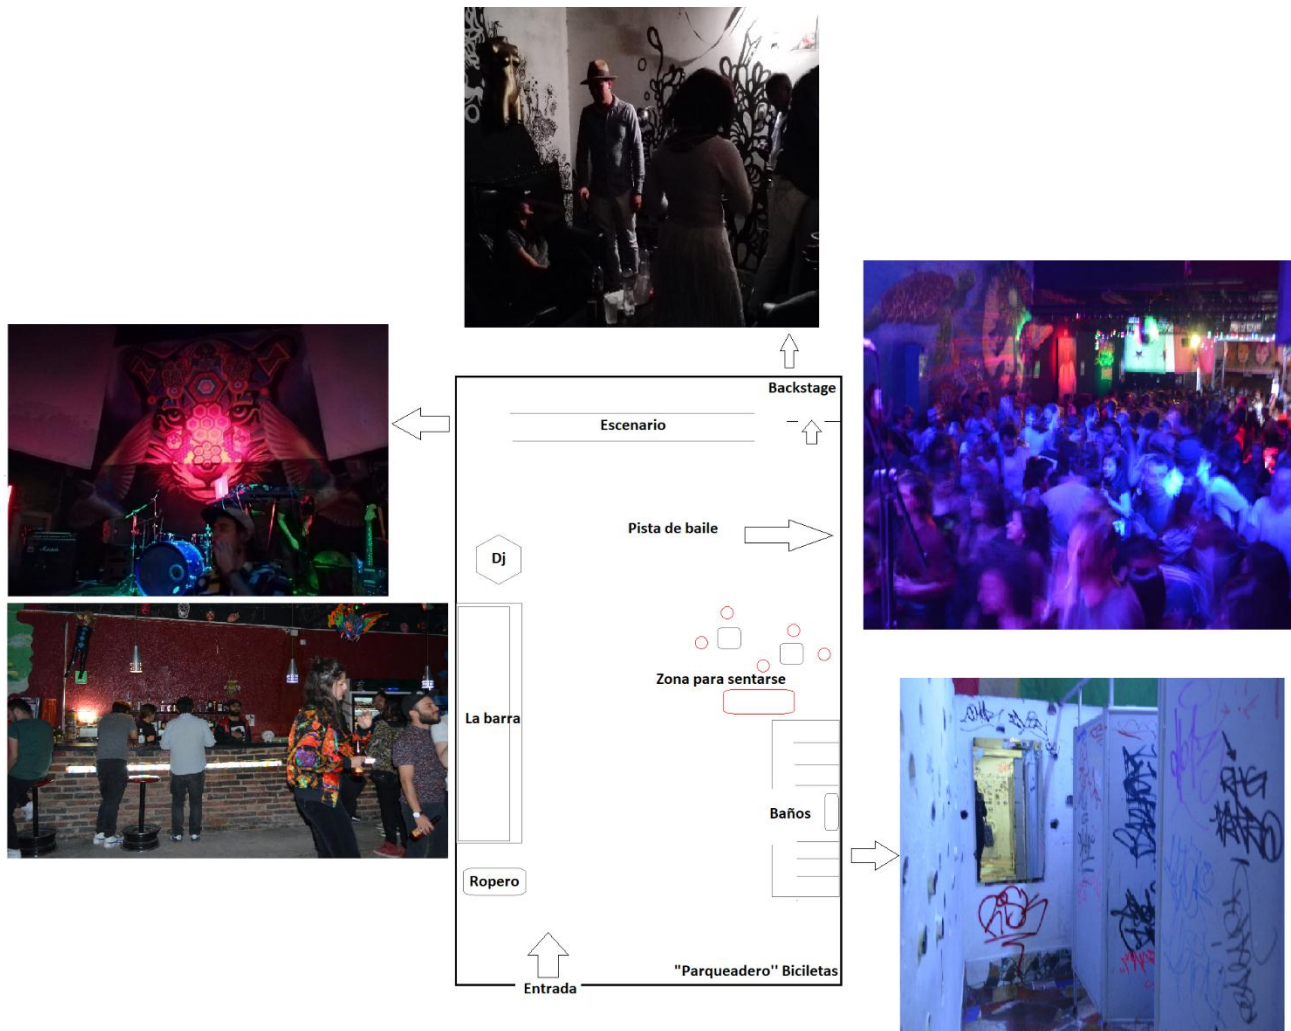 Backstage
Escenario
Pista de baile
Dj
Zona para sentarse
La barra
Baños
Ropero
"Parqueadero" Biciletas
Entrada